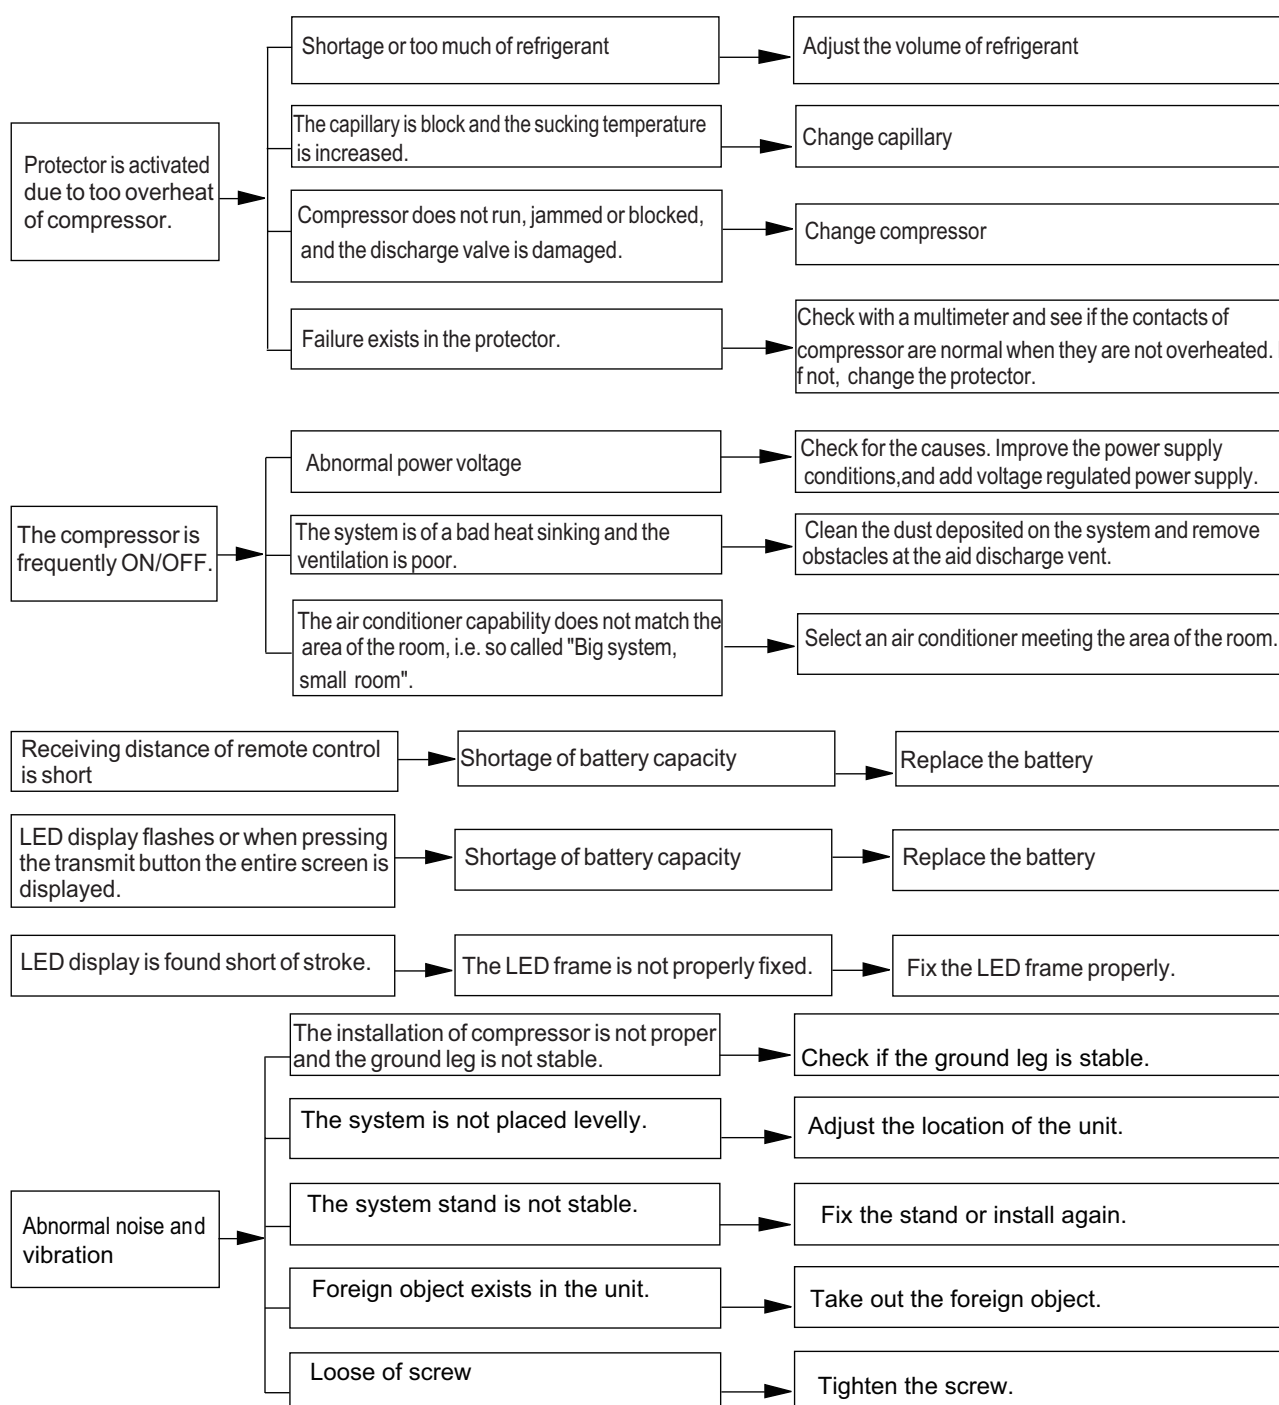 Shortage or too much of refrigerant
Adjust the volume of refrigerant
The capillary is block and the sucking temperature
is increased.
Change capillary
Protector is activated
due to too overheat
of compressor.
Compressor does not run, jammed or blocked,
and the discharge valve is damaged.
Change compressor
Failure exists in the protector.
Check with a multimeter and see if the contacts of
compressor are normal when they are not overheated.
f not, change the protector.
Abnormal power voltage
Check for the causes. Improve the power supply
conditions,and add voltage regulated power supply.
The compressor is
frequently ON/OFF.
The system is of a bad heat sinking and the
ventilation is poor.
Clean the dust deposited on the system and remove
obstacles at the aid discharge vent.
The air conditioner capability does not match the
area of the room, i.e. so called "Big system,
small room".
Select an air conditioner meeting the area of the room.
Receiving distance of remote control
is short
Shortage of battery capacity
Replace the battery
LED display flashes or when pressing
the transmit button the entire screen is
displayed.
Shortage of battery capacity
Replace the battery
LED display is found short of stroke.
The LED frame is not properly fixed.
Fix the LED frame properly.
The installation of compressor is not proper
and the ground leg is not stable.
Check if the ground leg is stable.
The system is not placed levelly.
Adjust the location of the unit.
Abnormal noise and
vibration
The system stand is not stable.
Fix the stand or install again.
Foreign object exists in the unit.
Take out the foreign object.
Loose of screw
Tighten the screw.